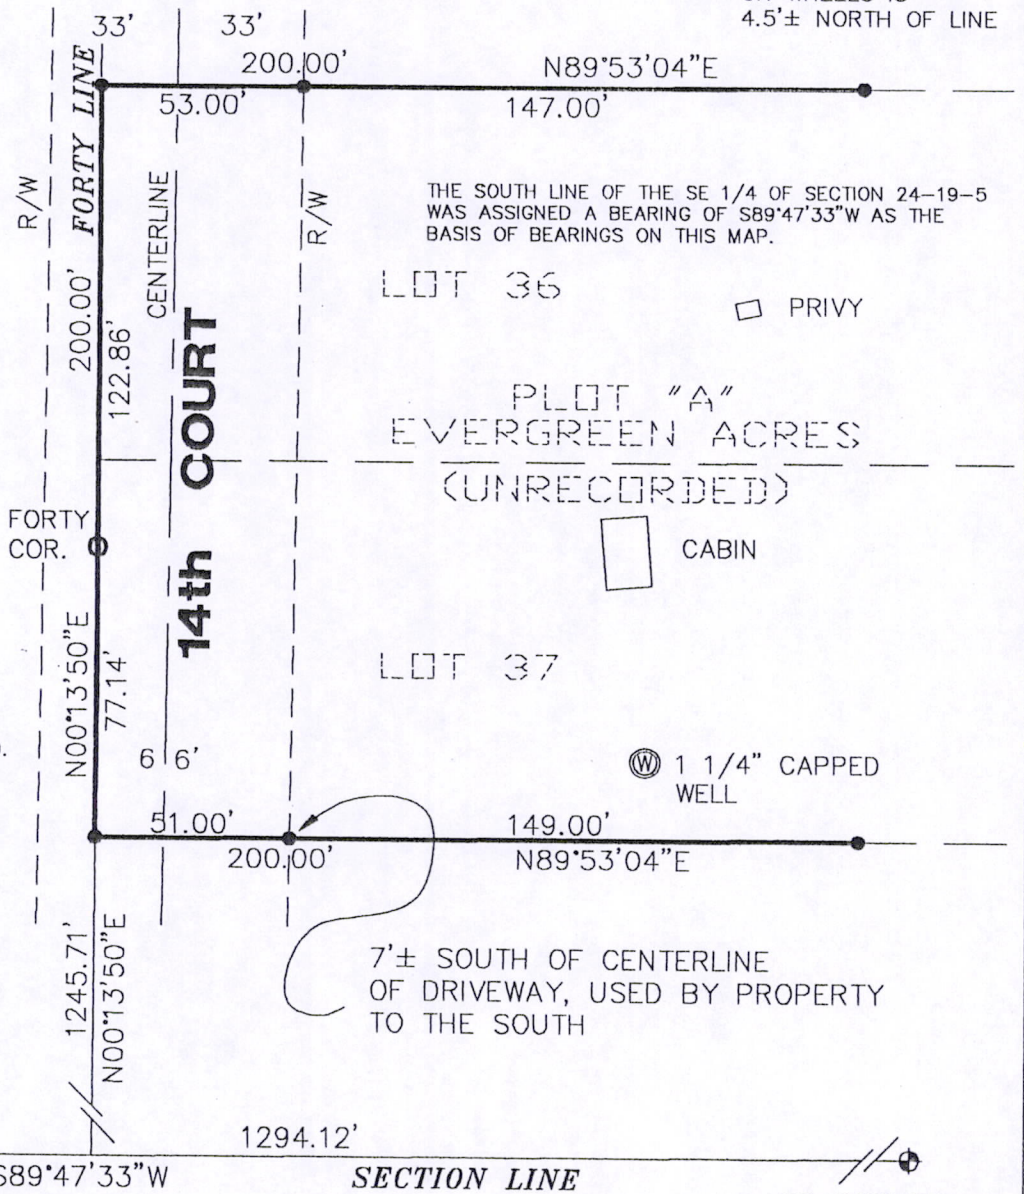 4.5'± NORTH OF LINE
33'
33'
200.00'
N89°53'04"E
53.00'
147.00'
R/W
FORTY LINE
CENTERLINE
R/W
THE SOUTH LINE OF THE SE 1/4 OF SECTION 24-19-5
WAS ASSIGNED A BEARING OF S89°47'33"W AS THE
BASIS OF BEARINGS ON THIS MAP.
LOT 36
PRIVY
200.00'
122.86'
14th COURT
PLOT "A"
EVERGREEN ACRES
(UNRECORDED)
FORTY
COR.
CABIN
N00°13'50"E
77.14'
LOT 37
66'
W 1 1/4" CAPPED
WELL
51.00'
149.00'
200.00'
N89°53'04"E
1245.71'
N00°13'50"E
7'± SOUTH OF CENTERLINE
OF DRIVEWAY, USED BY PROPERTY
TO THE SOUTH
1294.12'
S89°47'33"W
SECTION LINE